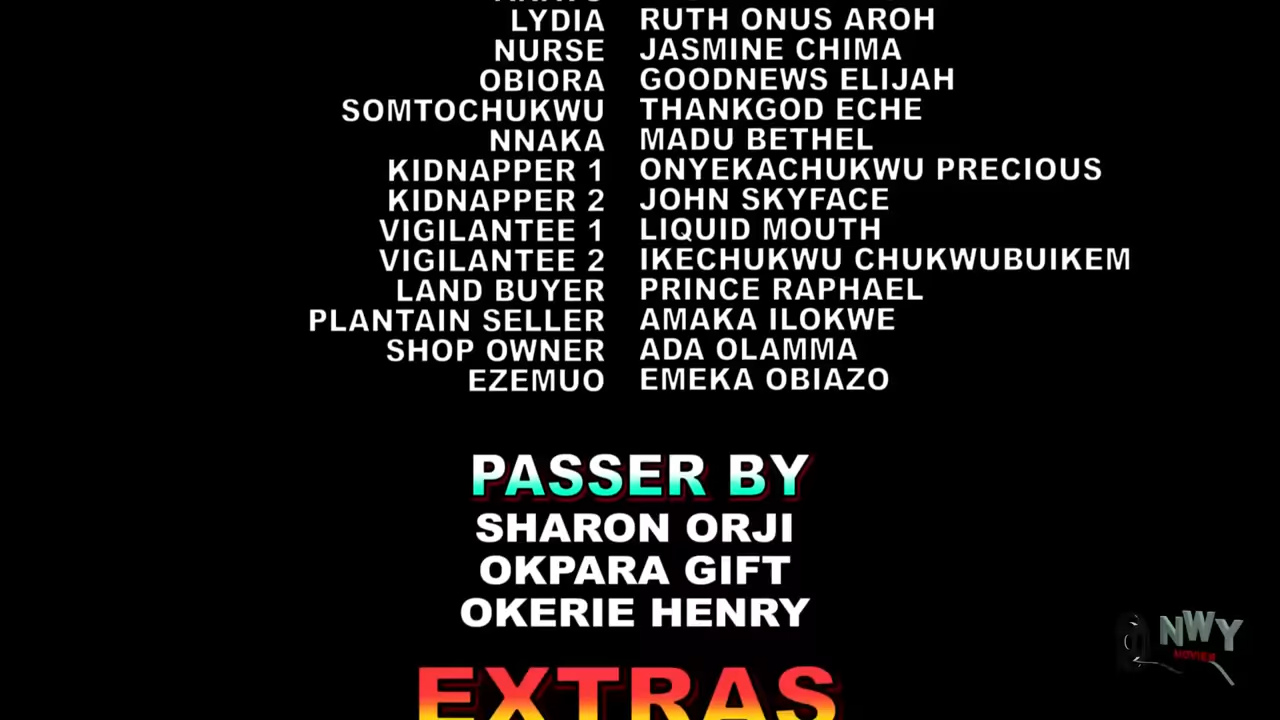 LYDIA RUTH ONUS AROH
NURSE JASMINE CHIMA
OBIORA GOODNEWS ELIJAH
SOMTOCHUKWU THANKGOD ECHE
NNAKA MADU BETHEL
KIDNAPPER 1 ONYEKACHUKWU PRECIOUS
KIDNAPPER 2 JOHN SKYFACE
VIGILANTEE 1 LIQUID MOUTH
VIGILANTEE 2 IKECHUKWU CHUKWUBUIKEM
LAND BUYER PRINCE RAPHAEL
PLANTAIN SELLER AMAKA ILOKWE
SHOP OWNER ADA OLAMMA
EZEMUO EMEKA OBIAZO
PASSER BY
SHARON ORJI
OKPARA GIFT
OKERIE HENRY
EXTRAS
NWY